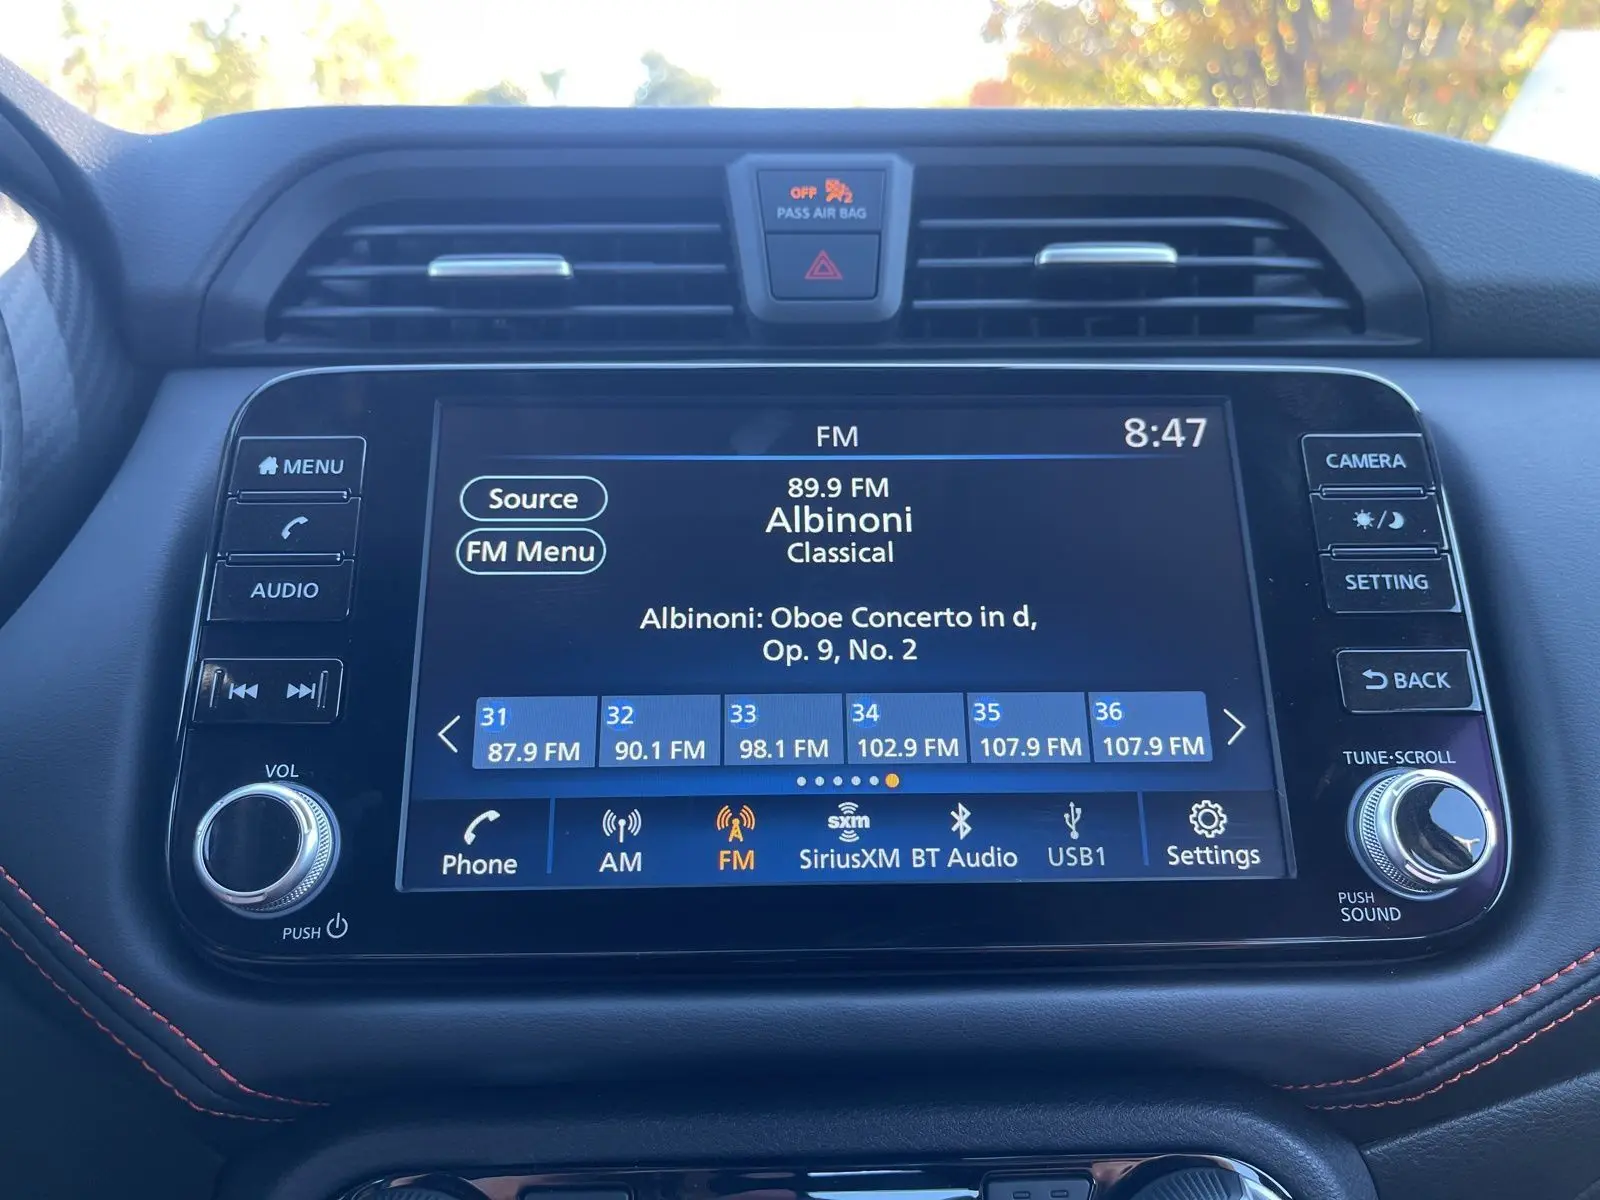 OFF 2
PASS AIR BAG
FM
8:47
MENU
AUDIO
VOL
PUSH
Source
FM Menu
89.9 FM
Albinoni
Classical
Albinoni: Oboe Concerto in d,
Op. 9, No. 2
31 32 33 34 35 36
87.9 FM 90.1 FM 98.1 FM 102.9 FM 107.9 FM 107.9 FM
sxm
Phone AM FM SiriusXM BT Audio USB1 Settings
CAMERA
/
SETTING
BACK
TUNE·SCROLL
PUSH
SOUND